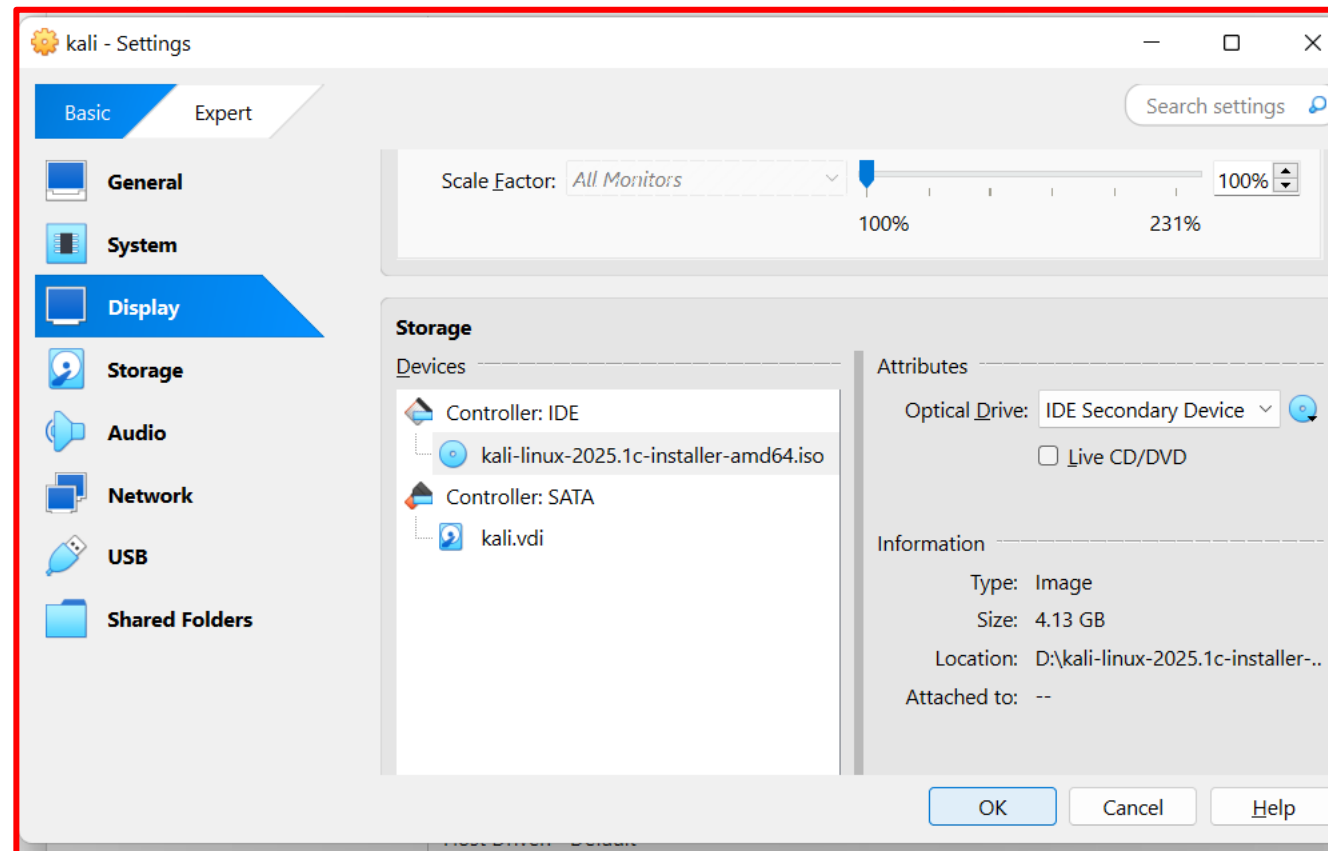 kali - Settings
Basic
Expert
Search settings
General
System
Display
Storage
Audio
Network
USB
Shared Folders
Scale Factor: All Monitors
100%
100%
231%
Storage
Devices
Controller: IDE
kali-linux-2025.1c-installer-amd64.iso
Controller: SATA
kali.vdi
Attributes
Optical Drive: IDE Secondary Device
Live CD/DVD
Information
Type: Image
Size: 4.13 GB
Location: D:\kali-linux-2025.1c-installer-..
Attached to: --
OK
Cancel
Help